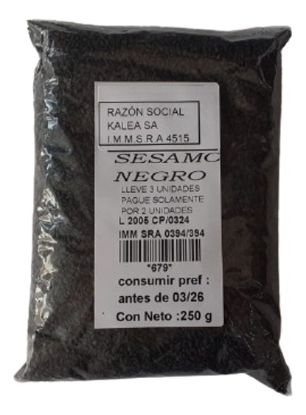 RAZÓN SOCIAL
KALEA SA
I M M S R A 4515
SESAMO
NEGRO
LLEVE 3 UNIDADES
PAGUE SOLAMENTE
POR 2 UNIDADES
L 2005 CP/0324
IMM SRA 0394/394
*679*
consumir pref :
antes de 03/26
Con Neto :250 g